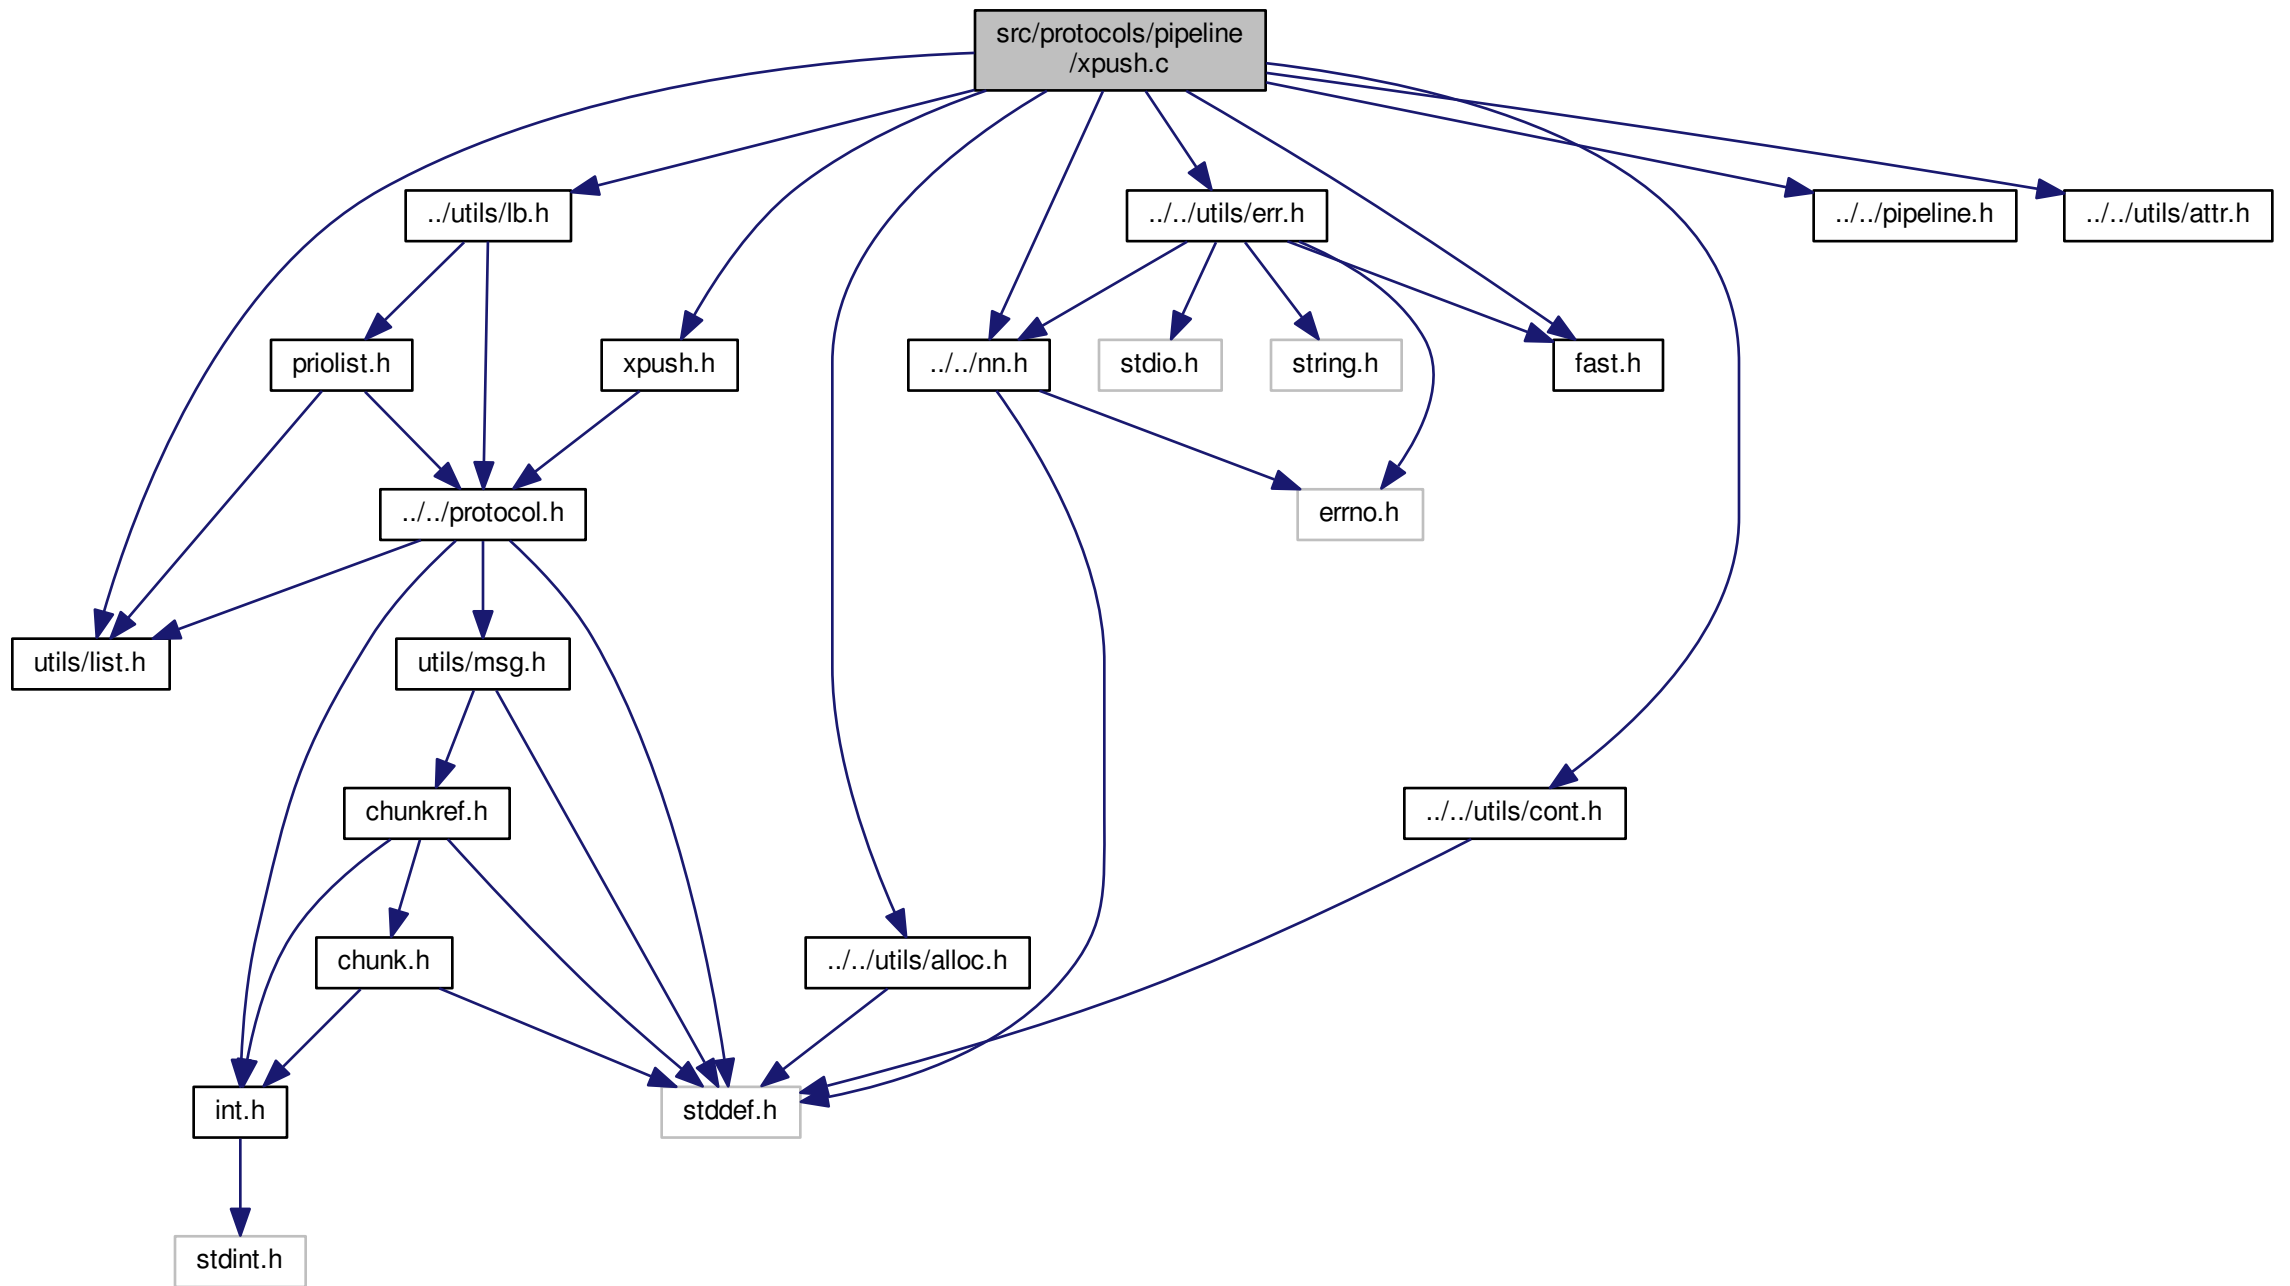 src/protocols/pipeline
/xpush.c
../utils/lb.h
../../utils/err.h
../../pipeline.h
../../utils/attr.h
priolist.h
xpush.h
../../nn.h
stdio.h
string.h
fast.h
../../protocol.h
errno.h
utils/list.h
utils/msg.h
chunkref.h
../../utils/cont.h
chunk.h
../../utils/alloc.h
int.h
stddef.h
stdint.h